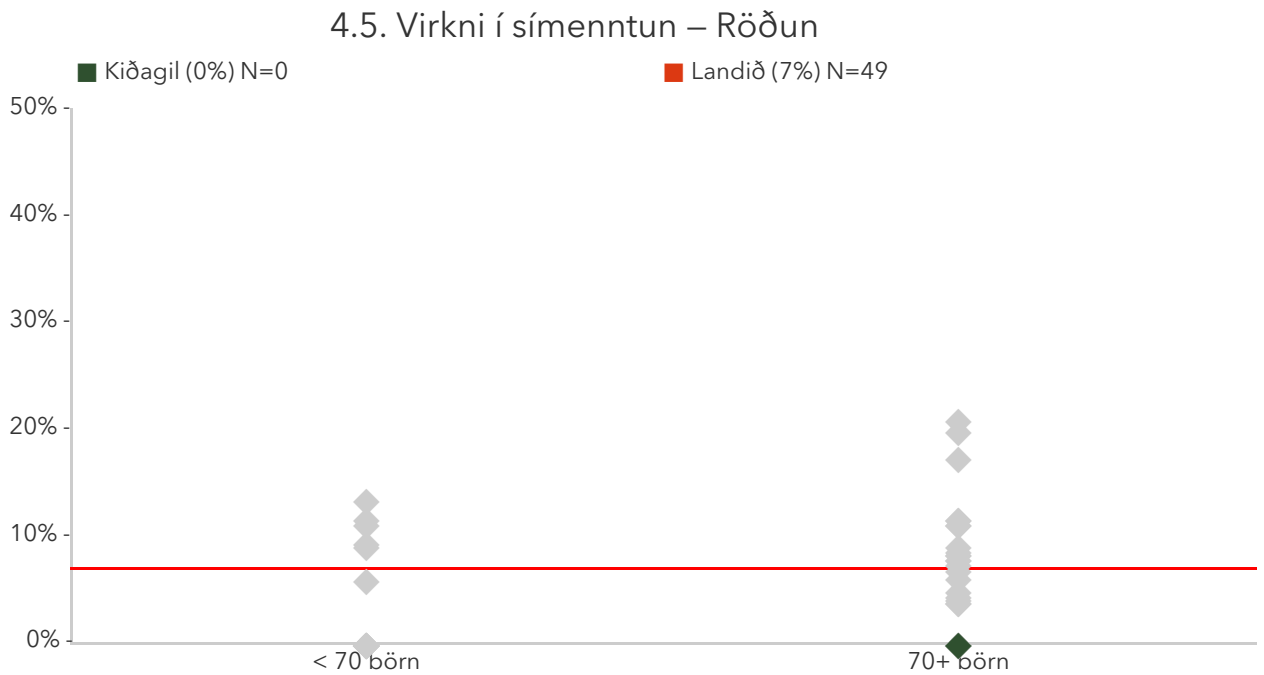 4.5. Virkni í símenntun – Röðun
Kiðagil (0%) N=0
Landið (7%) N=49
50%
40%
30%
20%
10%
0%
< 70 börn
70+ börn